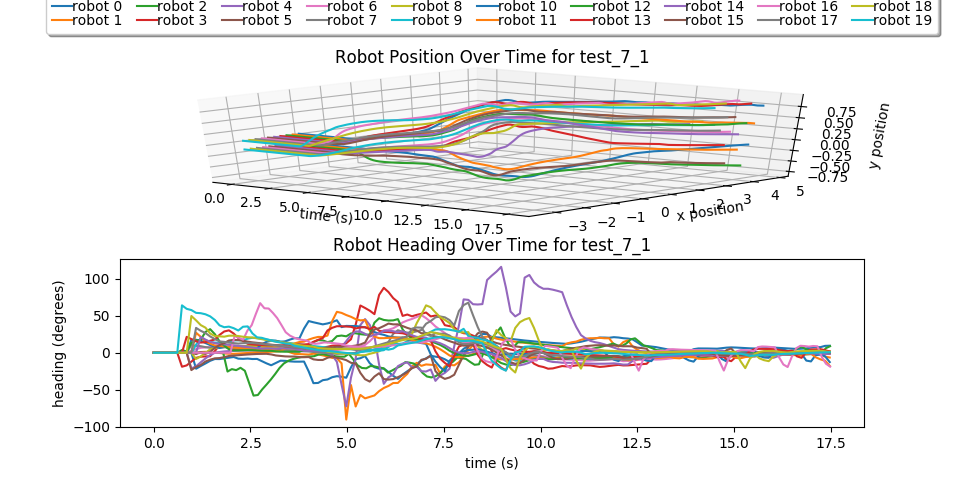 robot 0 robot 2 robot 4 robot 6 robot 8 robot 10 robot 12 robot 14 robot 16 robot 18
robot 1 robot 3 robot 5 robot 7 robot 9 robot 11 robot 13 robot 15 robot 17 robot 19
Robot Position Over Time for test_7_1
0.75
0.50
0.25
0.00
−0.25
−0.50
−0.75
y position
0.0 2.5 5.0 7.5 10.0 12.5 15.0 17.5
time (s)
−3 −2 −1 0 1 2 3 4 5
x position
Robot Heading Over Time for test_7_1
100
50
0
−50
−100
heading (degrees)
0.0 2.5 5.0 7.5 10.0 12.5 15.0 17.5
time (s)